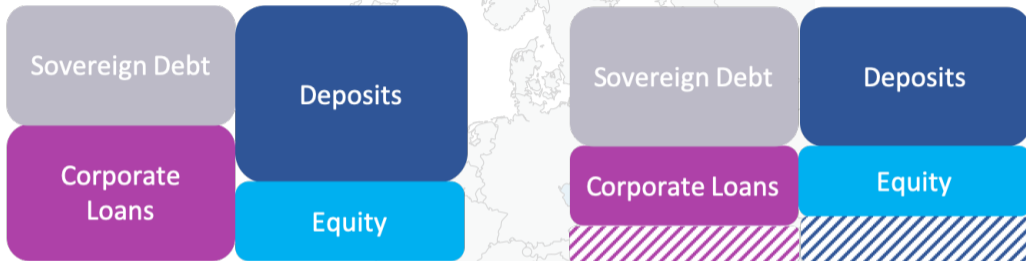 Sovereign Debt
Deposits
Corporate
Loans
Equity
Sovereign Debt
Deposits
Corporate Loans
Equity